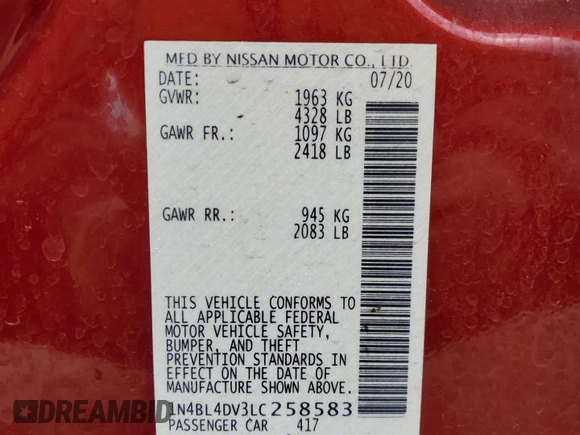 MFD BY NISSAN MOTOR CO., LTD.
DATE: 07/20
GVWR: 1963 KG
4328 LB
GAWR FR.: 1097 KG
2418 LB
GAWR RR.: 945 KG
2083 LB
THIS VEHICLE CONFORMS TO
ALL APPLICABLE FEDERAL
MOTOR VEHICLE SAFETY,
BUMPER, AND THEFT
PREVENTION STANDARDS IN
EFFECT ON THE DATE OF
MANUFACTURE SHOWN ABOVE.
1N4BL4DV3LC258583
PASSENGER CAR 417
DREAMBID